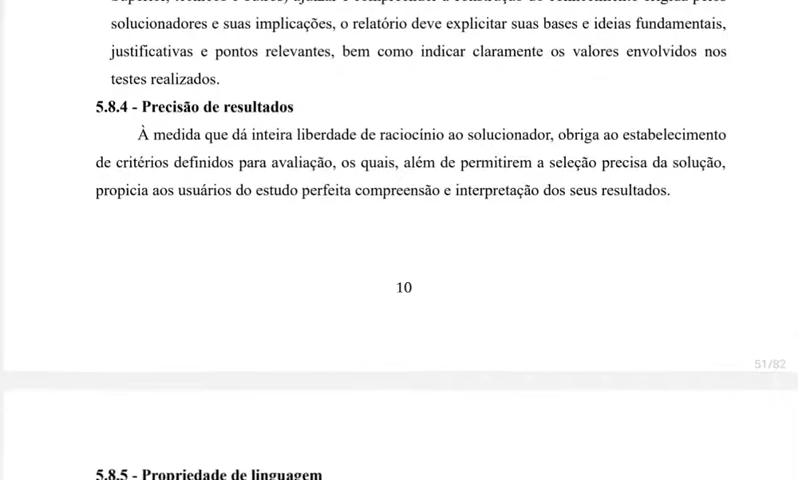 solucionadores e suas implicações, o relatório deve explicitar suas bases e ideias fundamentais,
justificativas e pontos relevantes, bem como indicar claramente os valores envolvidos nos
testes realizados.
5.8.4 - Precisão de resultados
À medida que dá inteira liberdade de raciocínio ao solucionador, obriga ao estabelecimento
de critérios definidos para avaliação, os quais, além de permitirem a seleção precisa da solução,
propicia aos usuários do estudo perfeita compreensão e interpretação dos seus resultados.
10
51/82
5.8.5 - Propriedade de linguagem